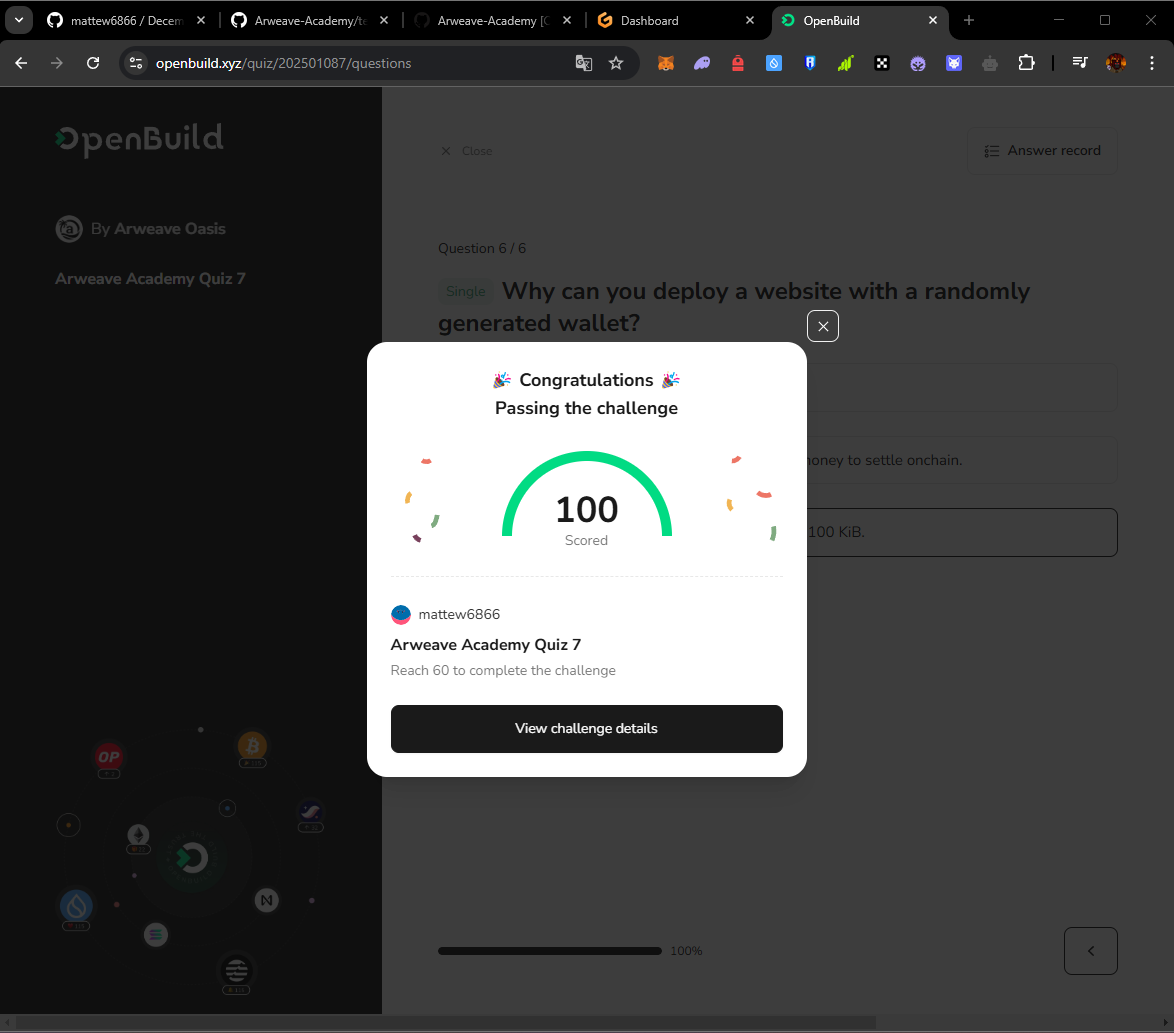 mattew6866 / Decem
Arweave-Academy/te
Arweave-Academy [
Dashboard
OpenBuild
openbuild.xyz/quiz/202501087/questions
OpenBuild
By Arweave Oasis
Arweave Academy Quiz 7
Close
Answer record
Question 6 / 6
Single Why can you deploy a website with a randomly
generated wallet?
money to settle onchain.
100 KiB.
🎉 Congratulations 🎉
Passing the challenge
100
Scored
mattew6866
Arweave Academy Quiz 7
Reach 60 to complete the challenge
View challenge details
OP
100%